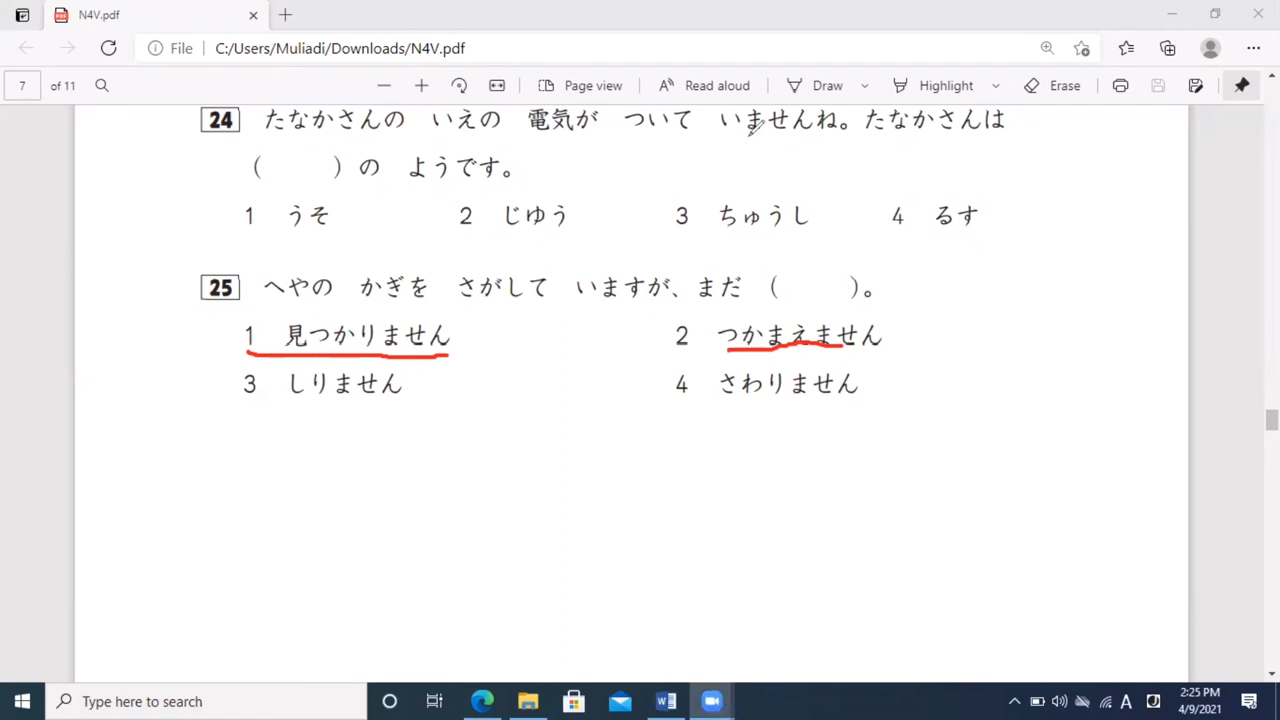 N4V.pdf
File C:/Users/Muliadi/Downloads/N4V.pdf
7 of 11 Page view Read aloud Draw Highlight Erase
24 たなかさんの いえの 電気が ついて いませんね。たなかさんは
( )の ようです。
1 うそ 2 じゆう 3 ちゅうし 4 るす
25 へやの かぎを さがして いますが、まだ ( )。
1 見つかりません 2 つかまえません
3 しりません 4 さわりません
Type here to search A 2:25 PM
4/9/2021